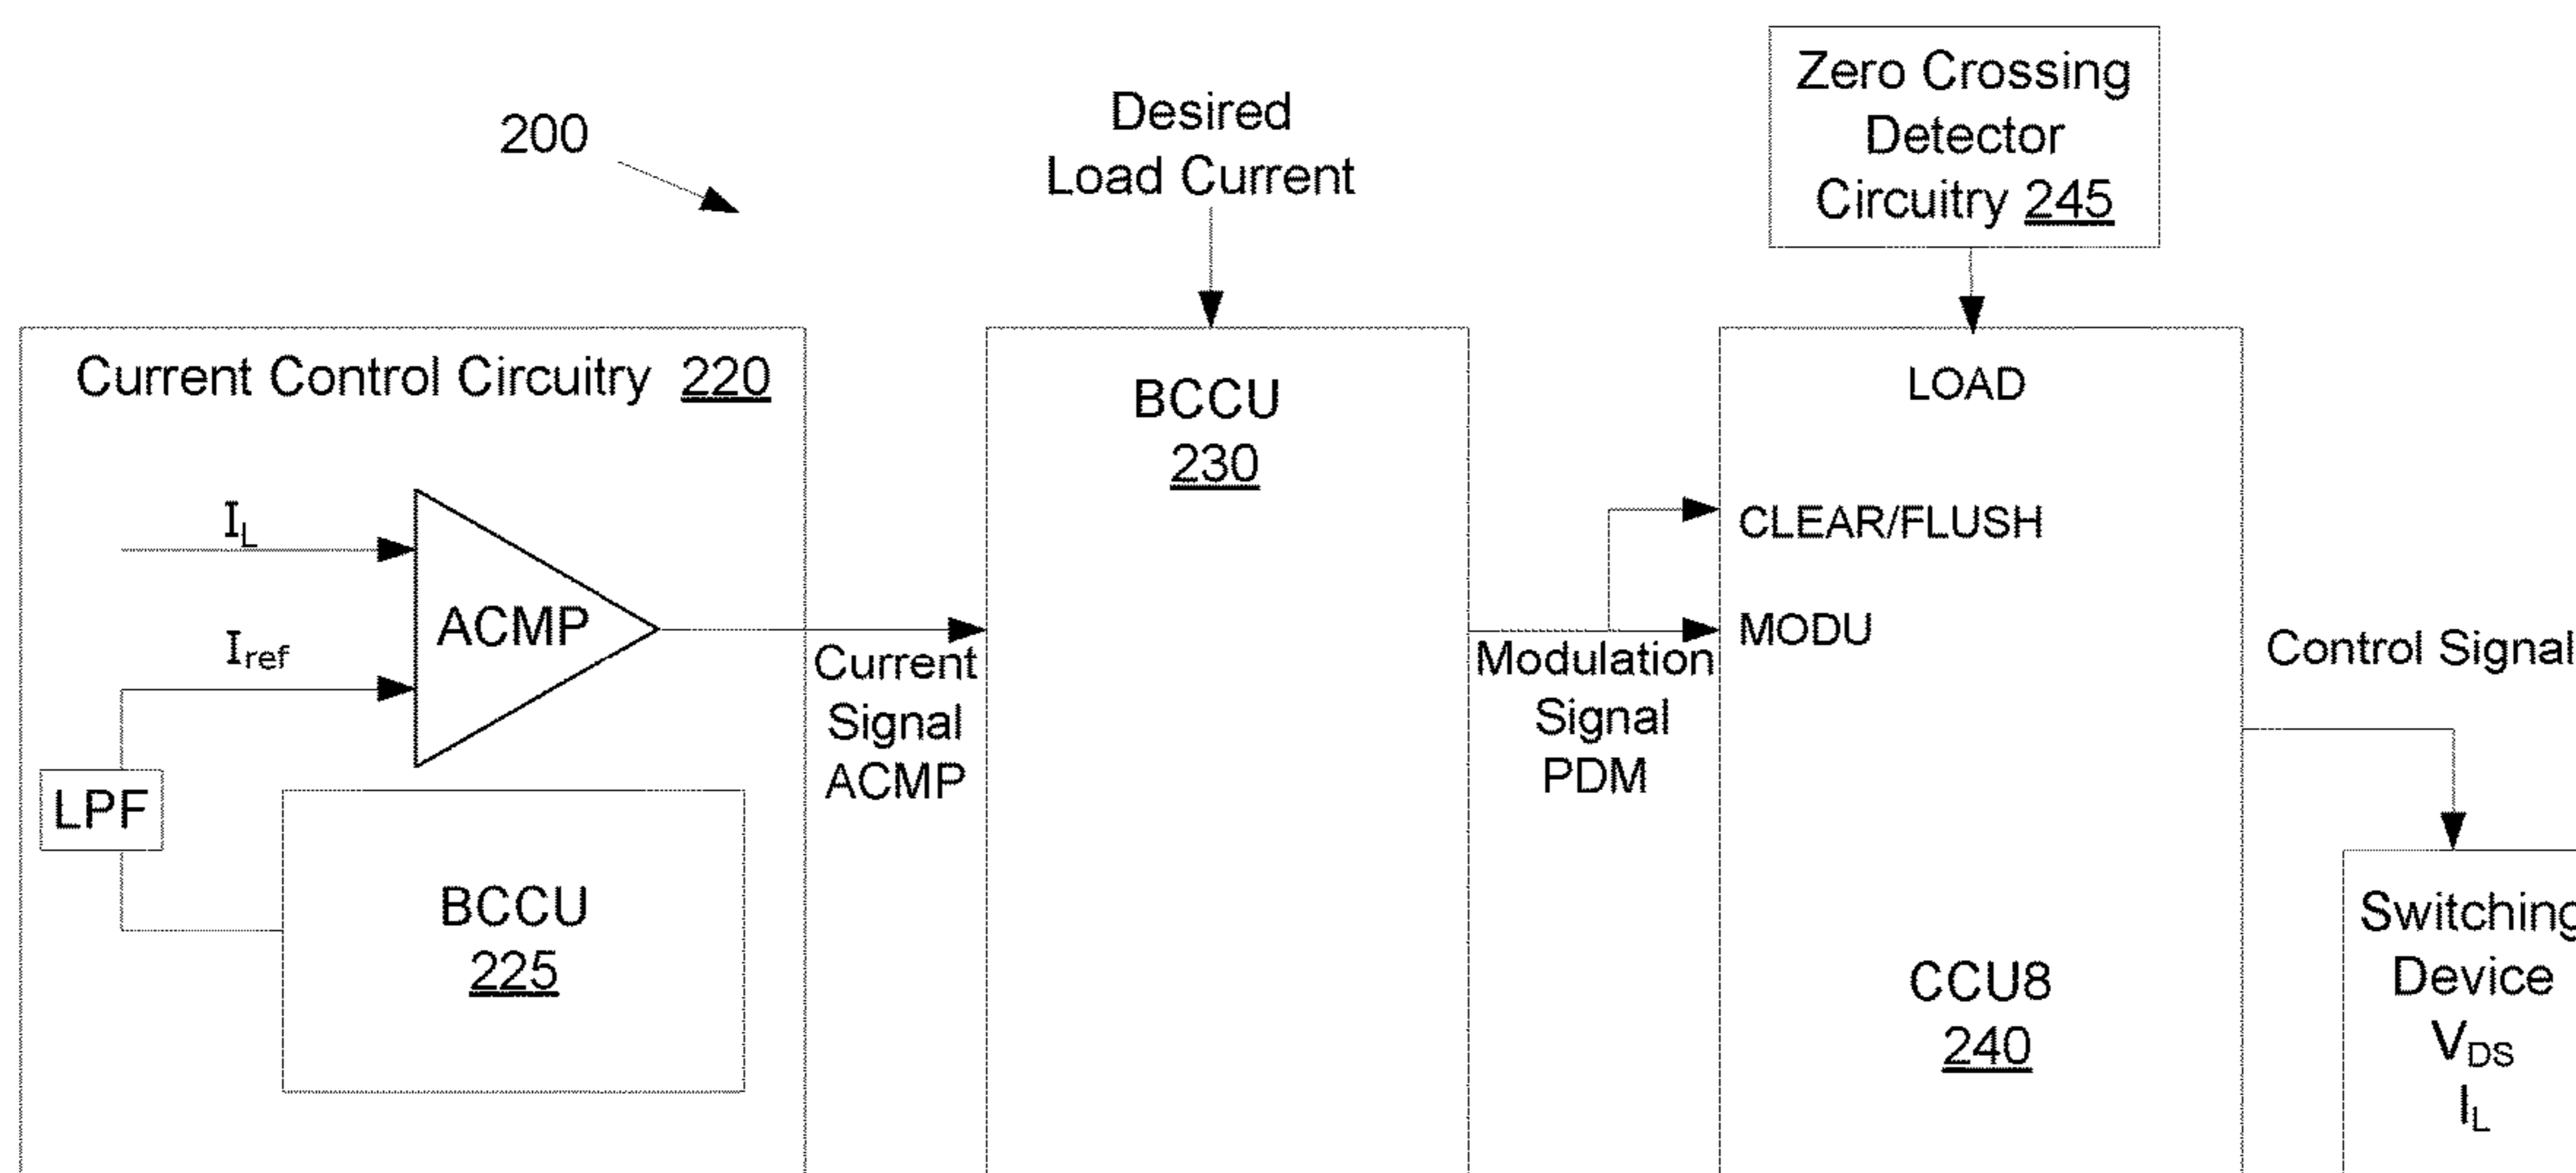 200
Desired
Load Current
Zero Crossing
Detector
Circuitry 245
Current Control Circuitry 220
IL
Iref
ACMP
LPF
BCCU
225
Current
Signal
ACMP
BCCU
230
Modulation
Signal
PDM
LOAD
CLEAR/FLUSH
MODU
CCU8
240
Control Signal
Switching
Device
VDS
IL